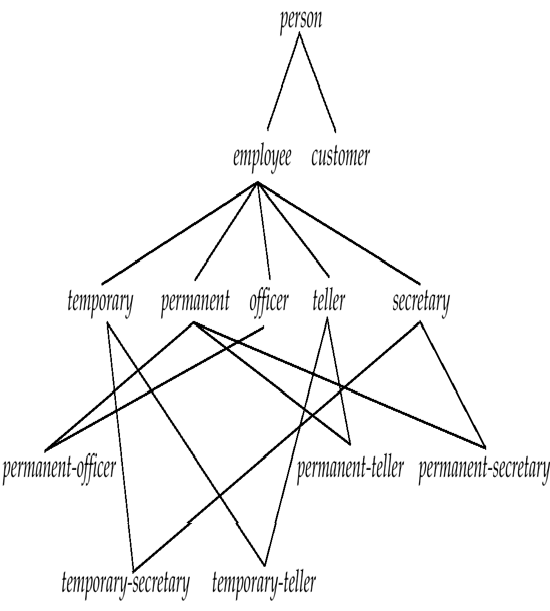 person
employee customer
temporary permanent officer teller secretary
permanent-officer permanent-teller permanent-secretary
temporary-secretary temporary-teller